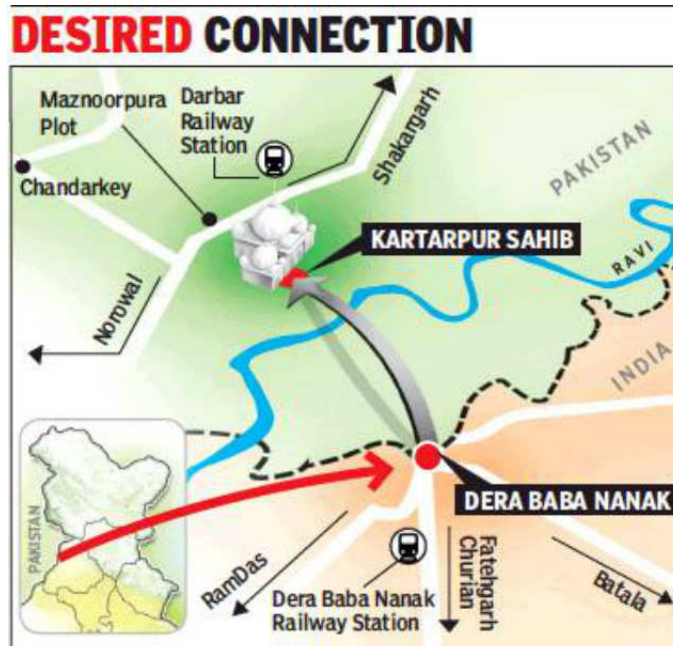 DESIRED CONNECTION
Maznoorpura
Plot
Darbar
Railway
Station
Shakargarh
PAKISTAN
Chandarkey
KARTARPUR SAHIB
RAVI
Norowal
INDIA
PAKISTAN
DERA BABA NANAK
RamDas
Dera Baba Nanak
Railway Station
Fatehgarh
Churian
Batala